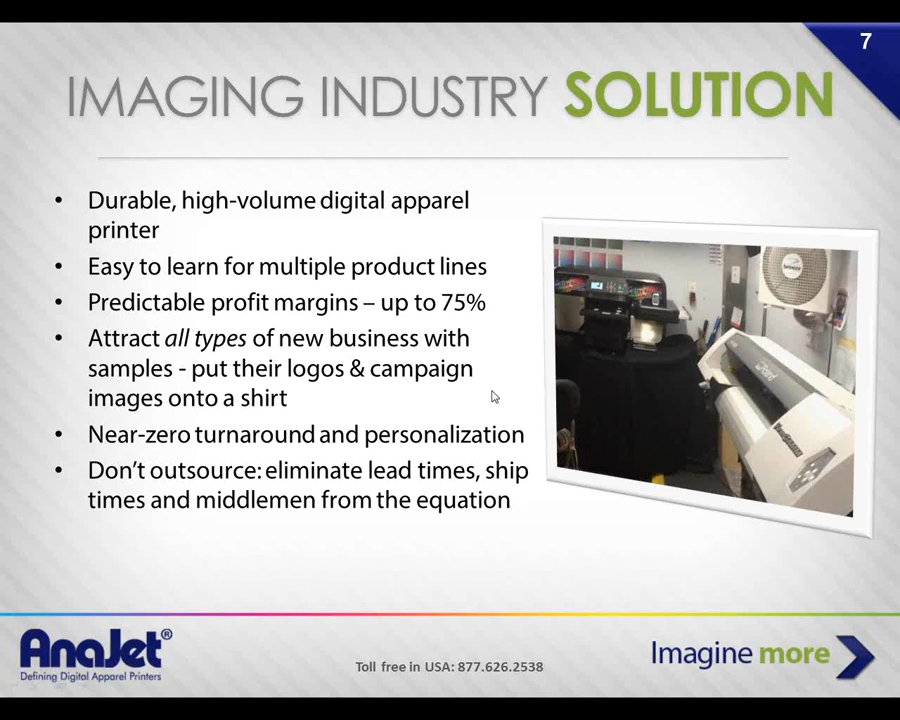 7
IMAGING INDUSTRY SOLUTION
• Durable, high-volume digital apparel
printer
• Easy to learn for multiple product lines
• Predictable profit margins – up to 75%
• Attract all types of new business with
samples - put their logos & campaign
images onto a shirt
• Near-zero turnaround and personalization
• Don’t outsource: eliminate lead times, ship
times and middlemen from the equation
AnaJet®
Defining Digital Apparel Printers
Toll free in USA: 877.626.2538
Imagine more